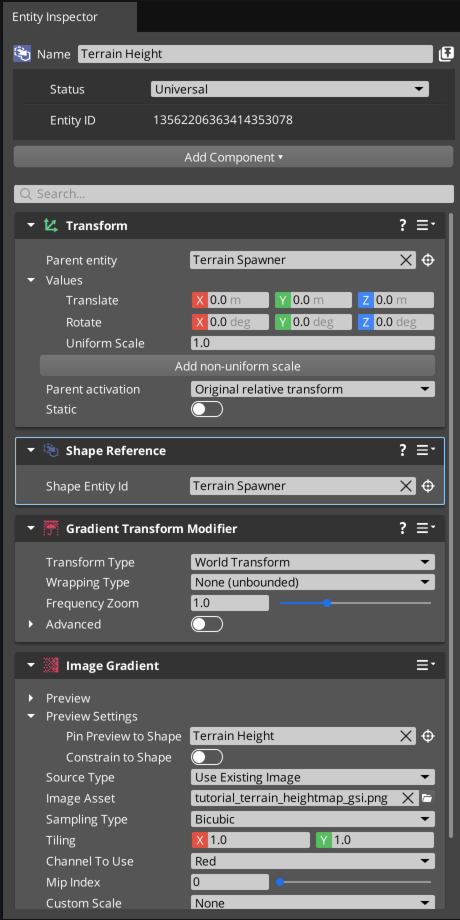 Entity Inspector
Name Terrain Height
Status Universal
Entity ID 13562206363414353078
Add Component
Search...
Transform ?
Parent entity Terrain Spawner
Values
Translate X 0.0 m Y 0.0 m Z 0.0 m
Rotate X 0.0 deg Y 0.0 deg Z 0.0 deg
Uniform Scale 1.0
Add non-uniform scale
Parent activation Original relative transform
Static
Shape Reference ?
Shape Entity Id Terrain Spawner
Gradient Transform Modifier ?
Transform Type World Transform
Wrapping Type None (unbounded)
Frequency Zoom 1.0
Advanced
Image Gradient
Preview
Preview Settings
Pin Preview to Shape Terrain Height
Constrain to Shape
Source Type Use Existing Image
Image Asset tutorial_terrain_heightmap_gsi.png
Sampling Type Bicubic
Tiling X 1.0 Y 1.0
Channel To Use Red
Mip Index 0
Custom Scale None